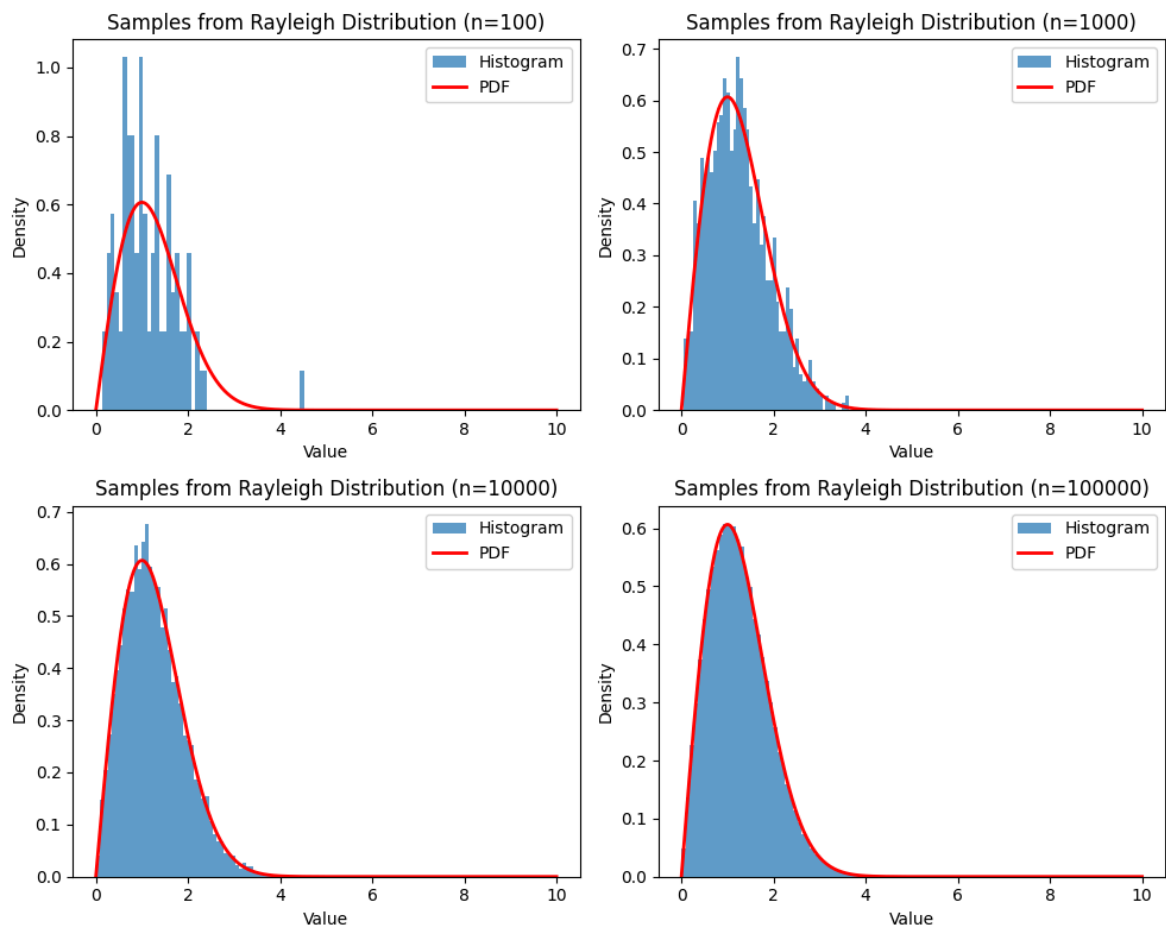 Samples from Rayleigh Distribution (n=100)
Histogram
PDF
1.0
0.8
0.6
0.4
0.2
0.0
Density
0 2 4 6 8 10
Value
Samples from Rayleigh Distribution (n=1000)
Histogram
PDF
0.7
0.6
0.5
0.4
0.3
0.2
0.1
0.0
Density
0 2 4 6 8 10
Value
Samples from Rayleigh Distribution (n=10000)
Histogram
PDF
0.7
0.6
0.5
0.4
0.3
0.2
0.1
0.0
Density
0 2 4 6 8 10
Value
Samples from Rayleigh Distribution (n=100000)
Histogram
PDF
0.6
0.5
0.4
0.3
0.2
0.1
0.0
Density
0 2 4 6 8 10
Value